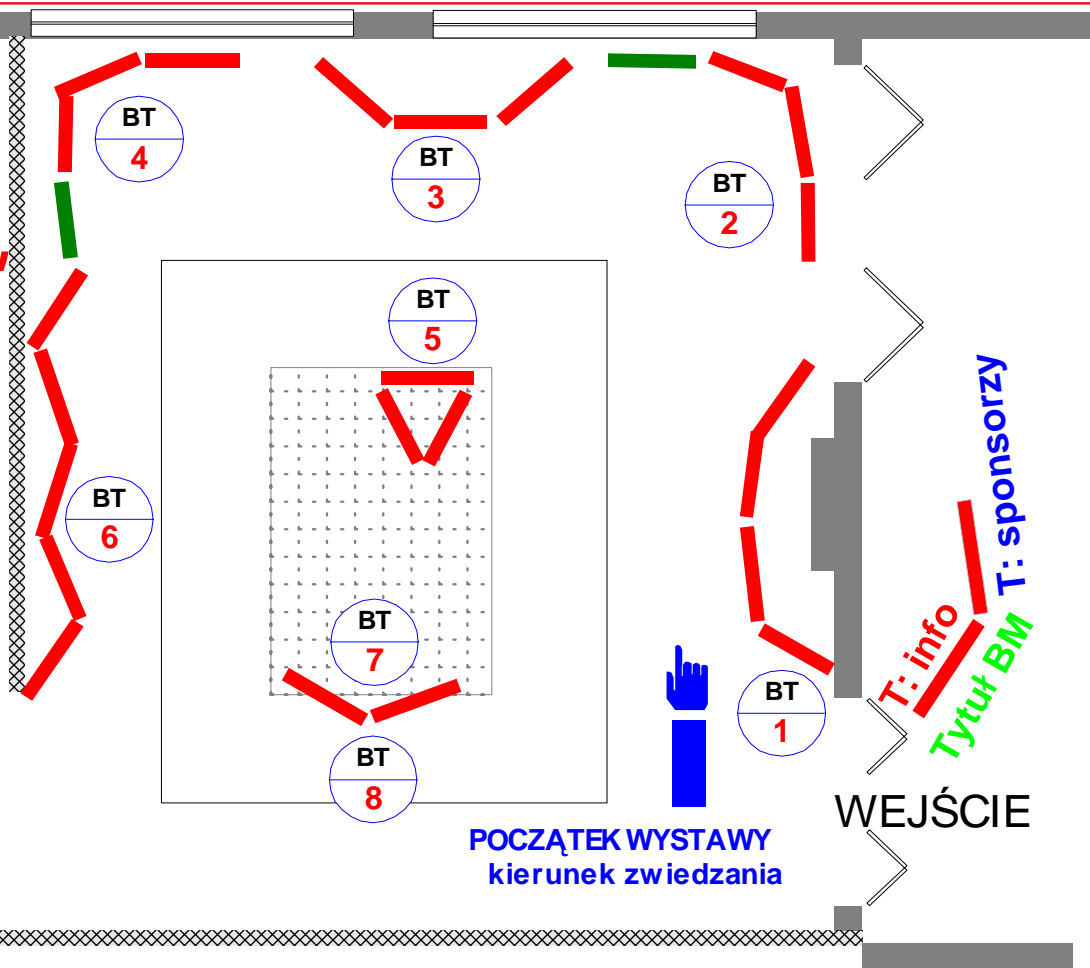 BT
4
BT
3
BT
2
BT
5
BT
6
BT
7
BT
8
BT
1
T: sponsorzy
T: info
Tytuł BM
WEJŚCIE
POCZĄTEK WYSTAWY
kierunek zwiedzania